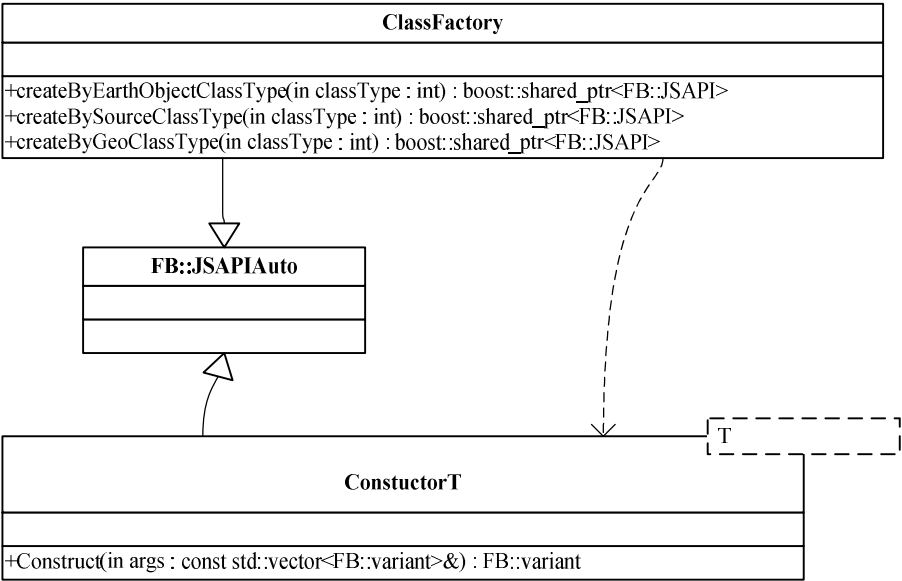 ClassFactory
+createByEarthObjectClassType(in classType : int) : boost::shared_ptr<FB::JSAPI>
+createBySourceClassType(in classType : int) : boost::shared_ptr<FB::JSAPI>
+createByGeoClassType(in classType : int) : boost::shared_ptr<FB::JSAPI>
FB::JSAPIAuto
T
ConstuctorT
+Construct(in args : const std::vector<FB::variant>&) : FB::variant